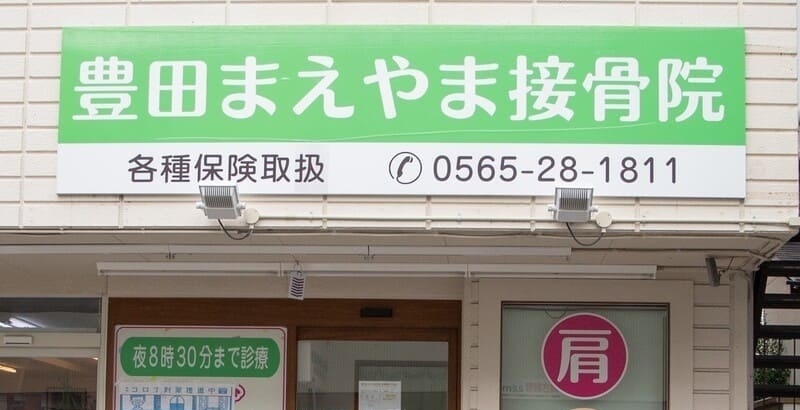 豊田まえやま接骨院
各種保険取扱 0565-28-1811
夜8時30分まで診療
肩